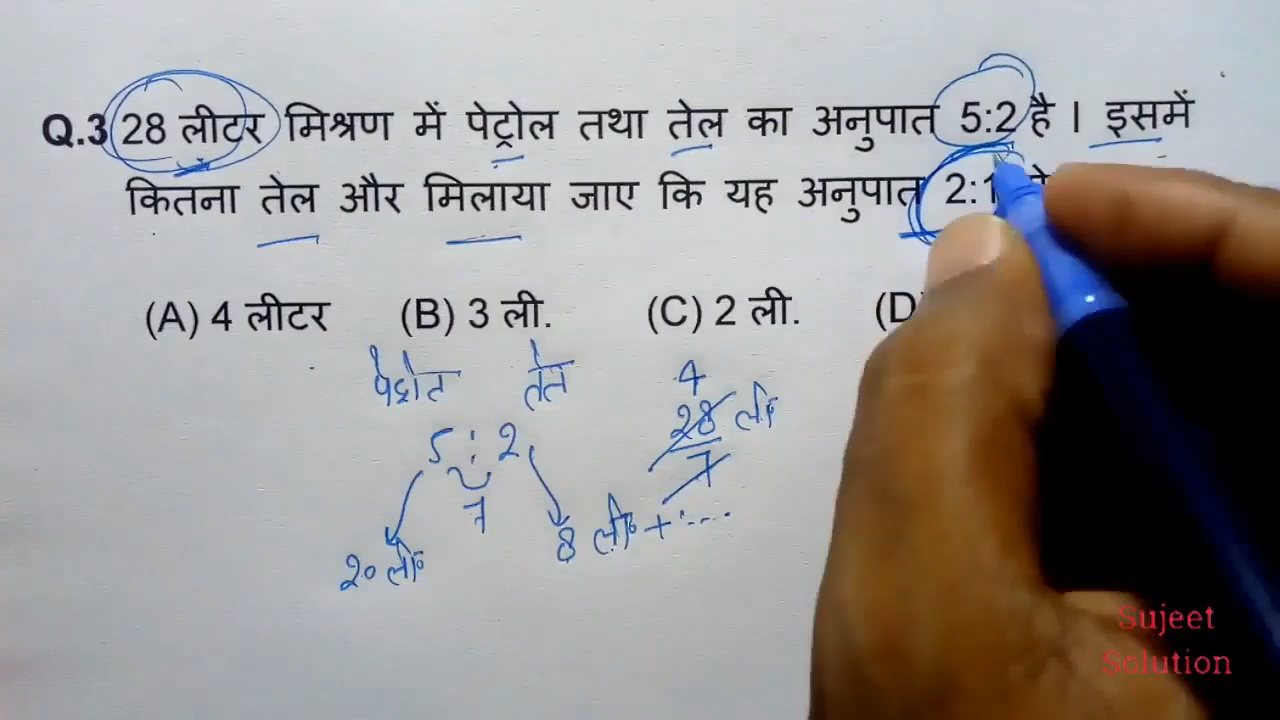 Q.3 28 लीटर मिश्रण में पेट्रोल तथा तेल का अनुपात 5:2 है । इसमें
कितना तेल और मिलाया जाए कि यह अनुपात 2:1
(A) 4 लीटर (B) 3 ली. (C) 2 ली. (D)
पेट्रोल तेल
4
5 : 2 28 ली॰
7 7
20 ली॰ 8 ली॰ + ....
Sujeet
Solution